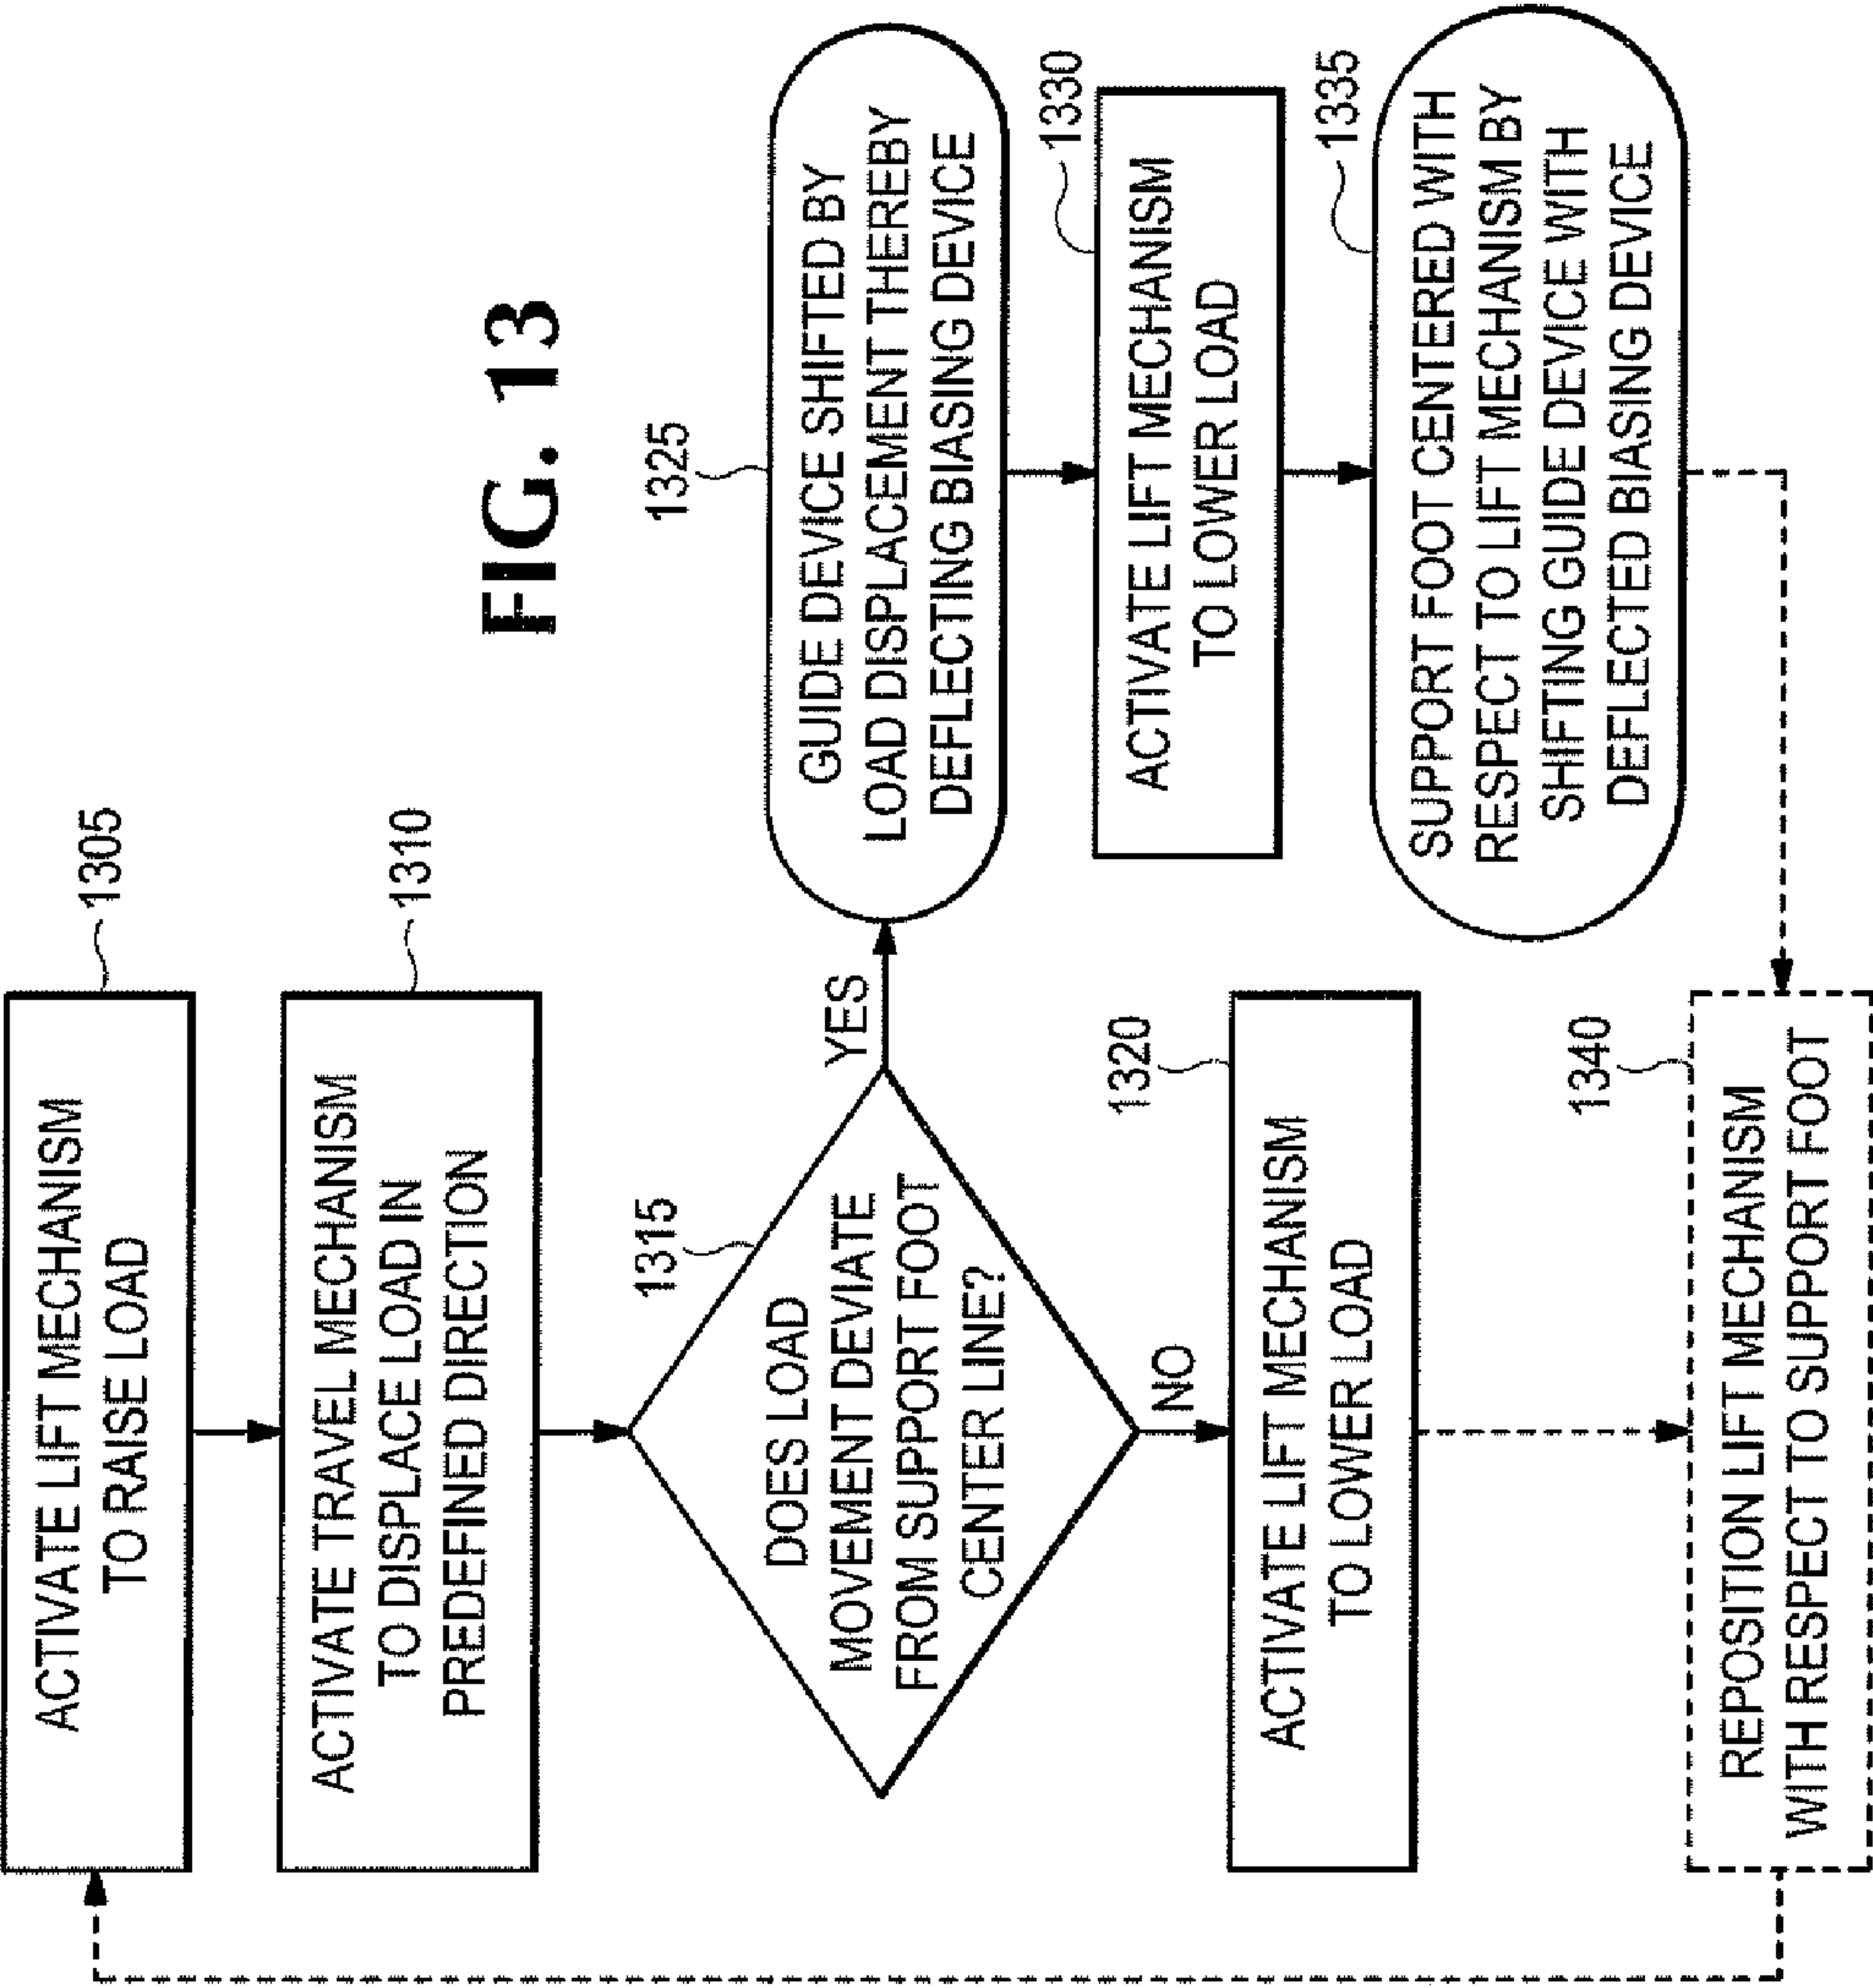 1305
ACTIVATE LIFT MECHANISM
TO RAISE LOAD
1310
ACTIVATE TRAVEL MECHANISM
TO DISPLACE LOAD IN
PREDEFINED DIRECTION
1315
DOES LOAD
MOVEMENT DEVIATE
FROM SUPPORT FOOT
CENTER LINE?
YES
NO
1320
ACTIVATE LIFT MECHANISM
TO LOWER LOAD
1325
GUIDE DEVICE SHIFTED BY
LOAD DISPLACEMENT THEREBY
DEFLECTING BIASING DEVICE
1330
ACTIVATE LIFT MECHANISM
TO LOWER LOAD
1335
SUPPORT FOOT CENTERED WITH
RESPECT TO LIFT MECHANISM BY
SHIFTING GUIDE DEVICE WITH
DEFLECTED BIASING DEVICE
1340
REPOSITION LIFT MECHANISM
WITH RESPECT TO SUPPORT FOOT
FIG. 13